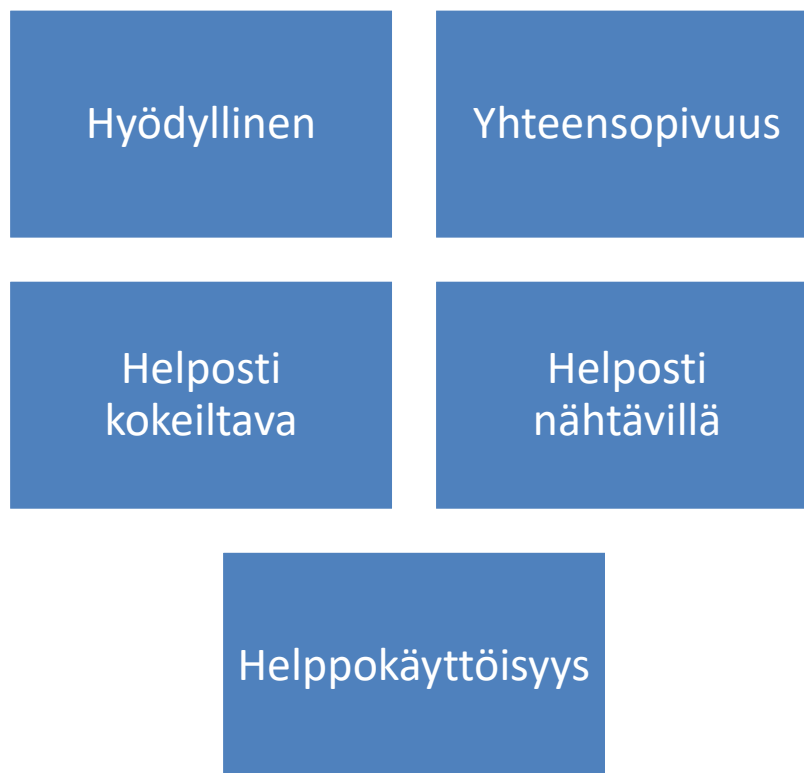 Hyödyllinen
Yhteensopivuus
Helposti
kokeiltava
Helposti
nähtävillä
Helppokäyttöisyys